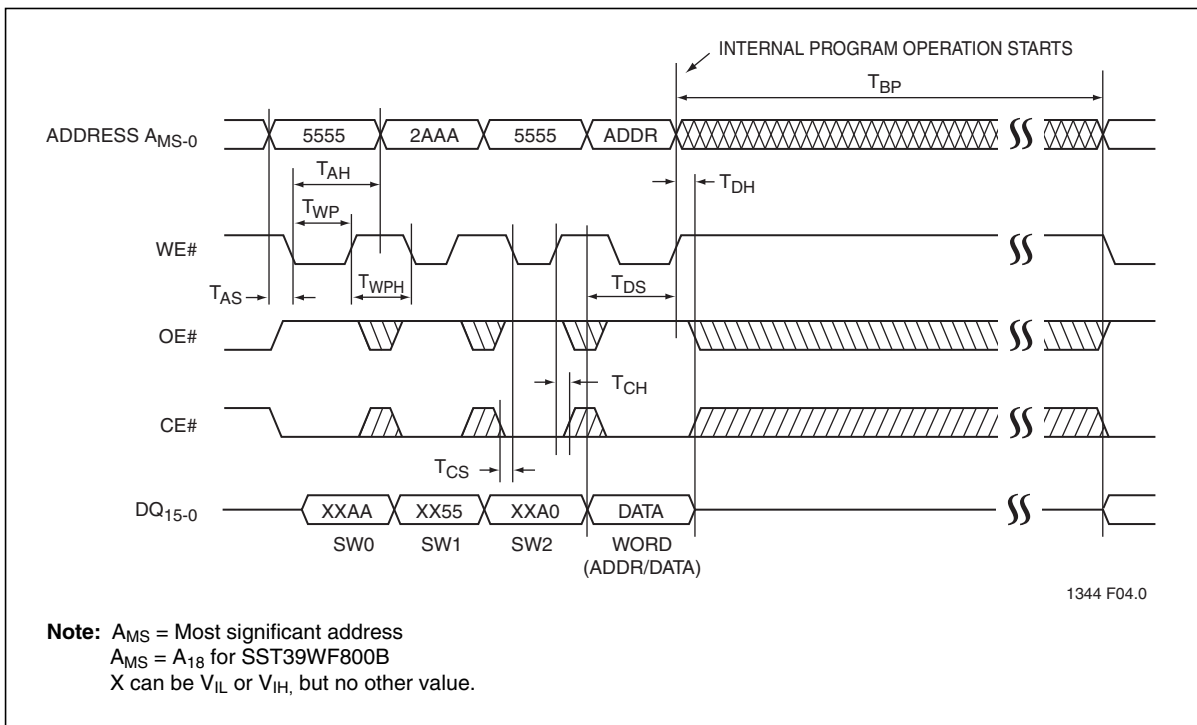 INTERNAL PROGRAM OPERATION STARTS
TBP
ADDRESS AMS-0
5555
2AAA
5555
ADDR
TAH
TDH
TWP
WE#
TAS
TWPH
TDS
OE#
TCH
CE#
TCS
DQ15-0
XXAA
XX55
XXA0
DATA
SW0
SW1
SW2
WORD
(ADDR/DATA)
1344 F04.0
Note: AMS = Most significant address
AMS = A18 for SST39WF800B
X can be VIL or VIH, but no other value.